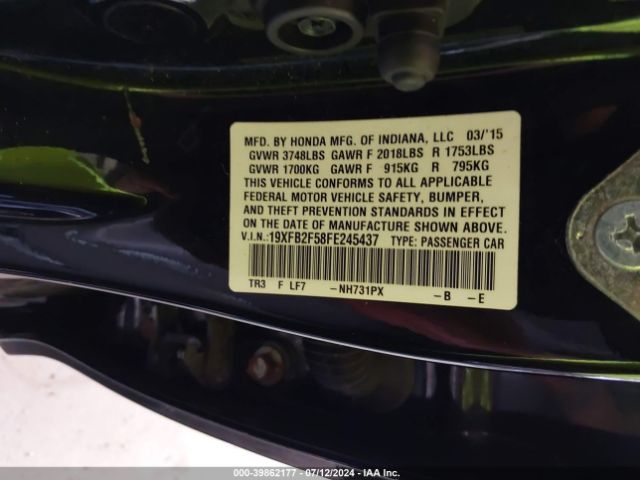 MFD. BY HONDA MFG. OF INDIANA, LLC 03/'15
GVWR 3748LBS GAWR F 2018LBS R 1753LBS
GVWR 1700KG GAWR F 915KG R 795KG
THIS VEHICLE CONFORMS TO ALL APPLICABLE
FEDERAL MOTOR VEHICLE SAFETY, BUMPER,
AND THEFT PREVENTION STANDARDS IN EFFECT
ON THE DATE OF MANUFACTURE SHOWN ABOVE.
V.I.N.:19XFB2F58FE245437 TYPE: PASSENGER CAR
TR3 F LF7 -NH731PX -B -E
000-39862177 - 07/12/2024 - IAAI.CA